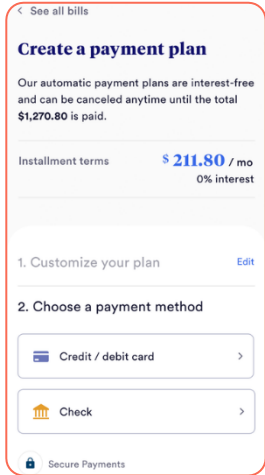 < See all bills
Create a payment plan
Our automatic payment plans are interest-free
and can be canceled anytime until the total
$1,270.80 is paid.
Installment terms $ 211.80 / mo
0% interest
1. Customize your plan Edit
2. Choose a payment method
Credit / debit card >
Check >
Secure Payments